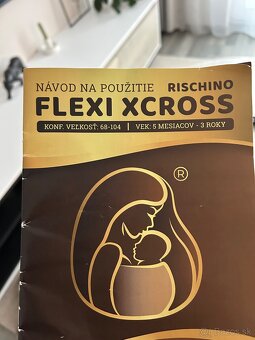 NÁVOD NA POUŽITIE RISCHINO
FLEXI XCROSS
KONF. VEĽKOSŤ: 68-104 | VEK: 5 MESIACOV - 3 ROKY
®